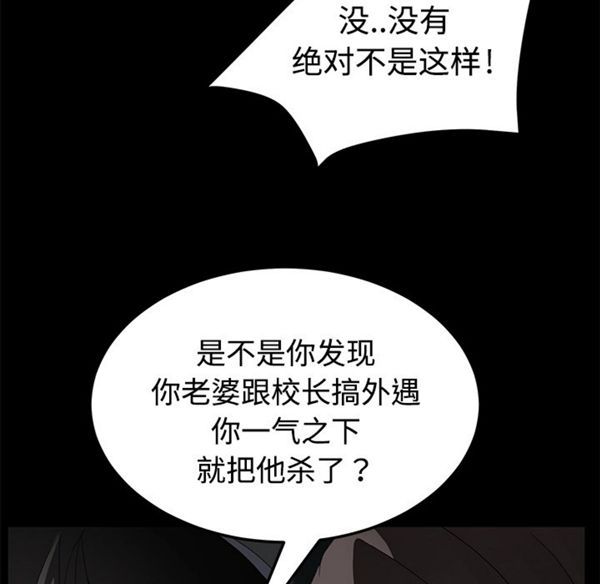 没..没有
绝对不是这样!
是不是你发现
你老婆跟校长搞外遇
你一气之下
就把他杀了？